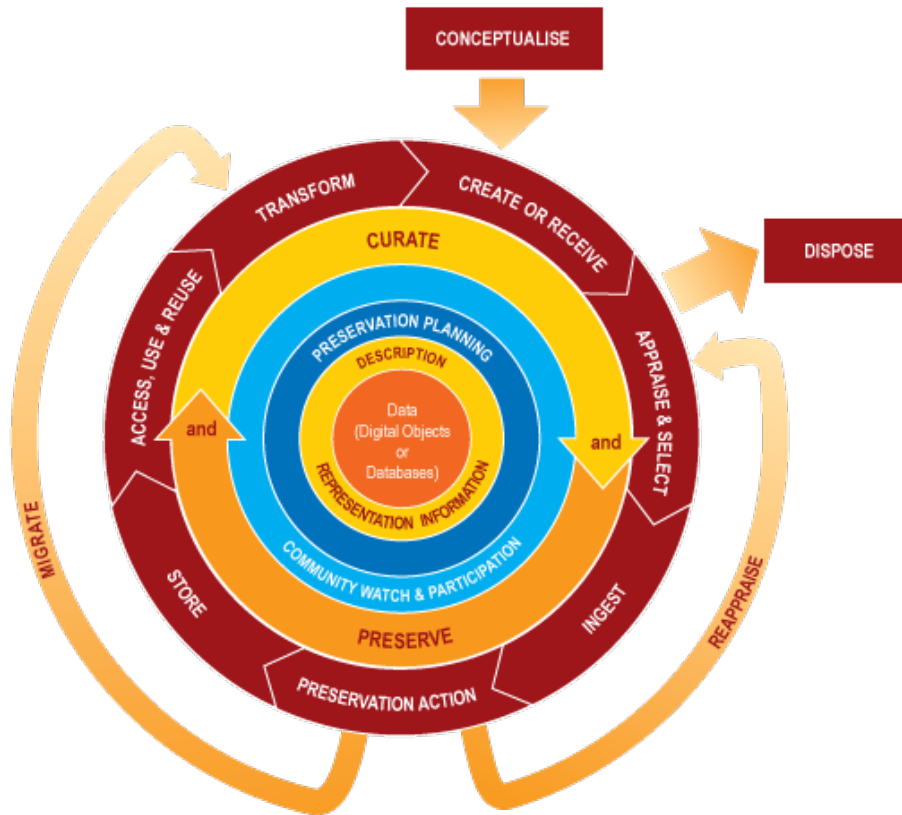 CONCEPTUALISE
CREATE OR RECEIVE
DISPOSE
APPRAISE & SELECT
REAPPRAISE
INGEST
PRESERVATION ACTION
STORE
MIGRATE
ACCESS, USE & REUSE
TRANSFORM
CURATE
and
PRESERVE
and
COMMUNITY WATCH & PARTICIPATION
PRESERVATION PLANNING
DESCRIPTION
REPRESENTATION INFORMATION
Data
(Digital Objects
or
Databases)